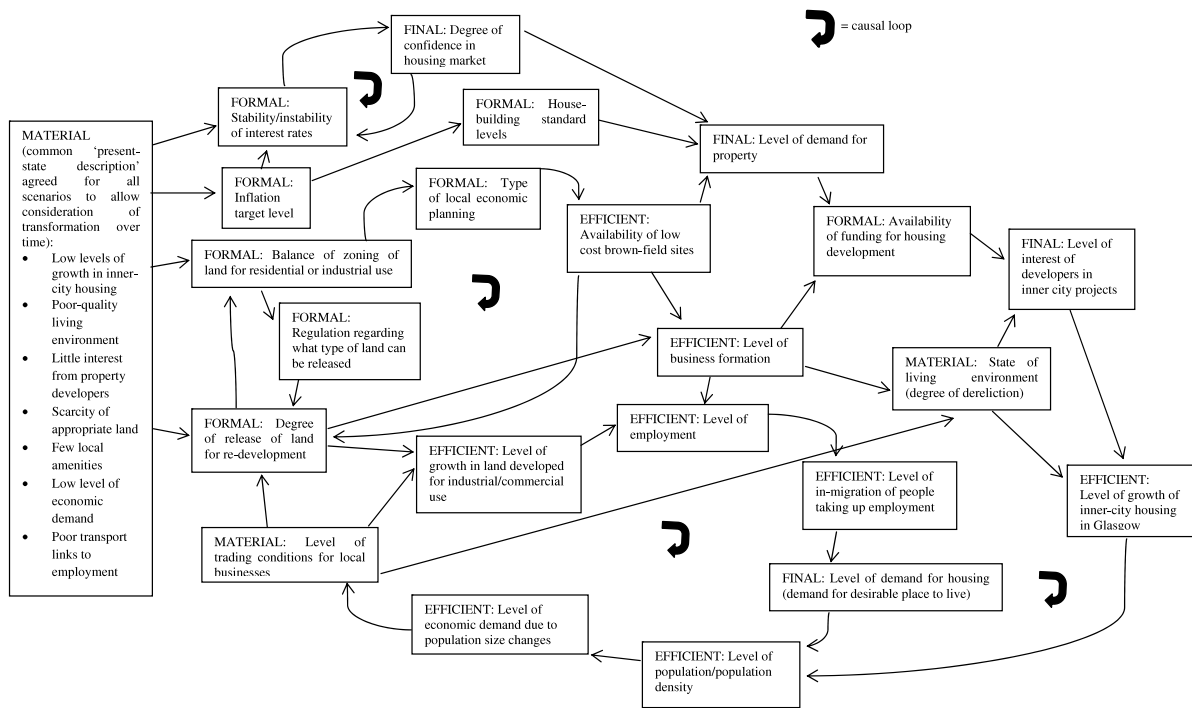 = causal loop
FINAL: Degree of
confidence in
housing market
FORMAL:
Stability/instability
of interest rates
FORMAL: House-
building standard
levels
MATERIAL
(common ‘present-
state description’
agreed for all
scenarios to allow
consideration of
transformation over
time):
• Low levels of
growth in inner-
city housing
• Poor-quality
living
environment
• Little interest
from property
developers
• Scarcity of
appropriate land
• Few local
amenities
• Low level of
economic
demand
• Poor transport
links to
employment
FINAL: Level of demand for
property
FORMAL:
Inflation
target level
FORMAL: Type
of local economic
planning
EFFICIENT:
Availability of low
cost brown-field sites
FORMAL: Availability
of funding for housing
development
FINAL: Level of
interest of
developers in
inner city projects
FORMAL: Balance of zoning of
land for residential or industrial use
FORMAL:
Regulation regarding
what type of land can
be released
EFFICIENT: Level of
business formation
MATERIAL: State of
living environment
(degree of dereliction)
FORMAL: Degree
of release of land
for re-development
EFFICIENT: Level of
employment
EFFICIENT: Level of
growth in land developed
for industrial/commercial
use
EFFICIENT: Level of
in-migration of people
taking up employment
EFFICIENT:
Level of growth of
inner-city housing
in Glasgow
MATERIAL: Level of
trading conditions for local
businesses
FINAL: Level of demand for housing
(demand for desirable place to live)
EFFICIENT: Level of
economic demand due to
population size changes
EFFICIENT: Level of
population/population
density